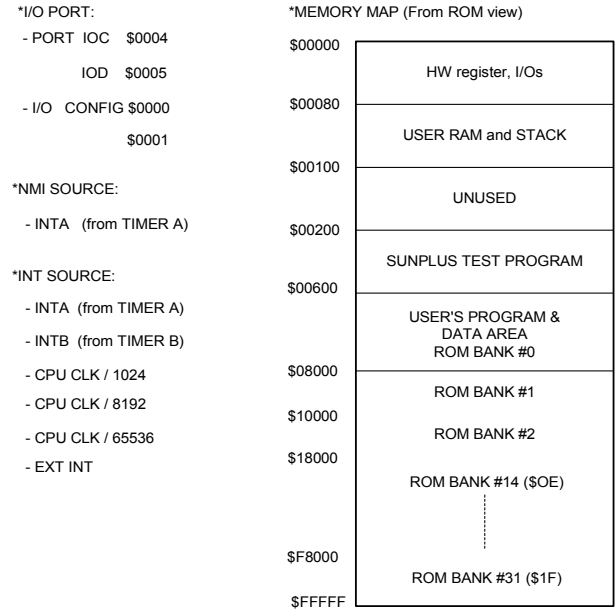 *I/O PORT:
- PORT IOC $0004
IOD $0005
- I/O CONFIG $0000
$0001
*NMI SOURCE:
- INTA (from TIMER A)
*INT SOURCE:
- INTA (from TIMER A)
- INTB (from TIMER B)
- CPU CLK / 1024
- CPU CLK / 8192
- CPU CLK / 65536
- EXT INT
*MEMORY MAP (From ROM view)
$00000
HW register, I/Os
$00080
USER RAM and STACK
$00100
UNUSED
$00200
SUNPLUS TEST PROGRAM
$00600
USER'S PROGRAM &
DATA AREA
ROM BANK #0
$08000
ROM BANK #1
$10000
ROM BANK #2
$18000
ROM BANK #14 ($OE)
$F8000
ROM BANK #31 ($1F)
$FFFFF